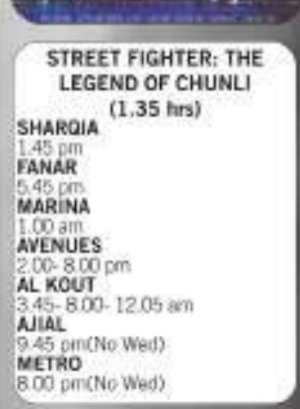 STREET FIGHTER: THE
LEGEND OF CHUNLI
(1.35 hrs)
SHARQIA
1.45 pm
FANAR
5.45 pm
MARINA
1.00 am
AVENUES
2.00- 8.00 pm
AL KOUT
3.45- 8.00- 12.05 am
AJIAL
9.45 pm(No Wed)
METRO
8.00 pm(No Wed)